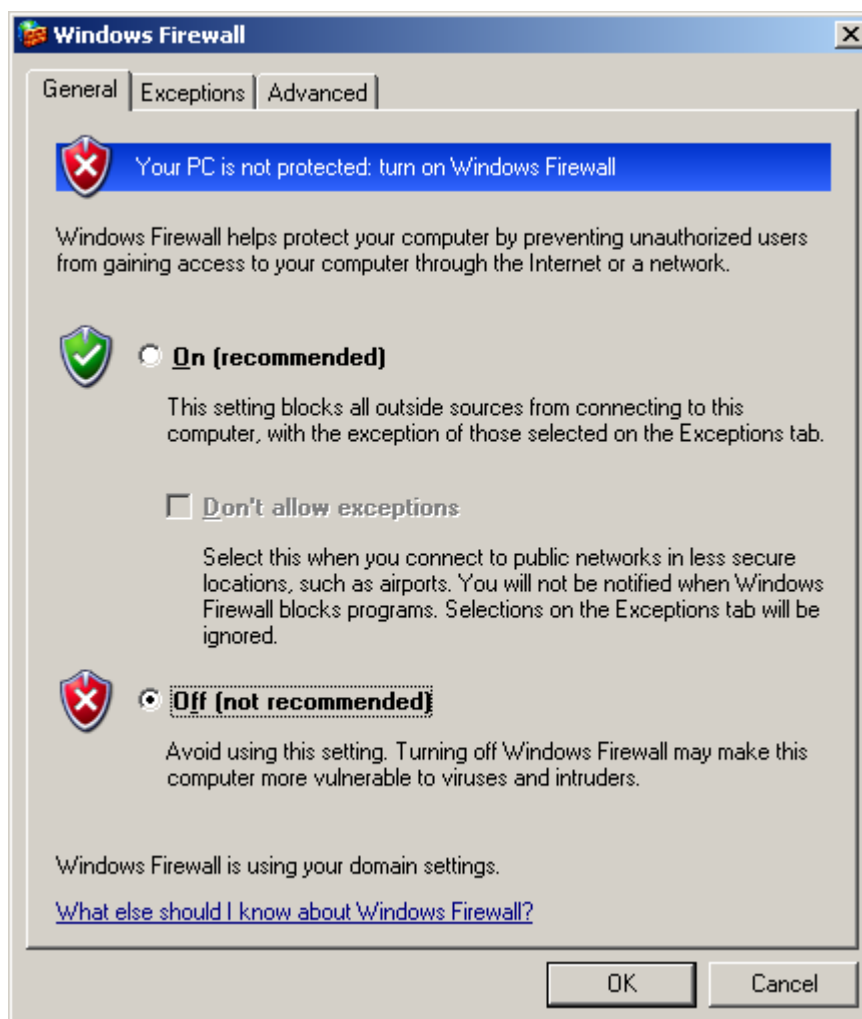 Windows Firewall
General Exceptions Advanced
Your PC is not protected: turn on Windows Firewall
Windows Firewall helps protect your computer by preventing unauthorized users
from gaining access to your computer through the Internet or a network.
On (recommended)
This setting blocks all outside sources from connecting to this
computer, with the exception of those selected on the Exceptions tab.
Don't allow exceptions
Select this when you connect to public networks in less secure
locations, such as airports. You will not be notified when Windows
Firewall blocks programs. Selections on the Exceptions tab will be
ignored.
Off (not recommended)
Avoid using this setting. Turning off Windows Firewall may make this
computer more vulnerable to viruses and intruders.
Windows Firewall is using your domain settings.
What else should I know about Windows Firewall?
OK Cancel